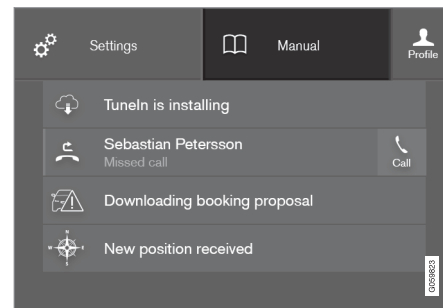 Settings
Manual
Profile
TuneIn is installing
Sebastian Petersson
Missed call
Call
Downloading booking proposal
N
W E
S
New position received
G059823